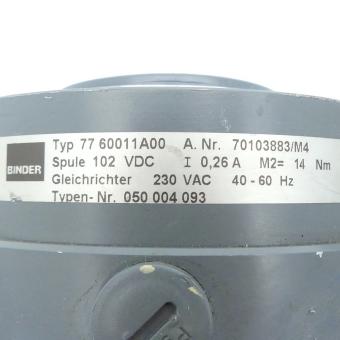 Typ 77 60011A00 A. Nr. 70103883/M4
BINDER Spule 102 VDC I 0,26 A M2= 14 Nm
Gleichrichter 230 VAC 40 - 60 Hz
Typen- Nr. 050 004 093